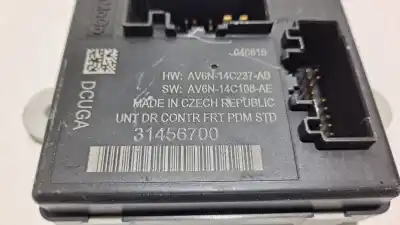 040619
HW: AV6N-14C237-AD
SW: AV6N-14C108-AE
MADE IN CZECH REPUBLIC
UNT DR CONTR FRT PDM STD
31456700
DCUGA